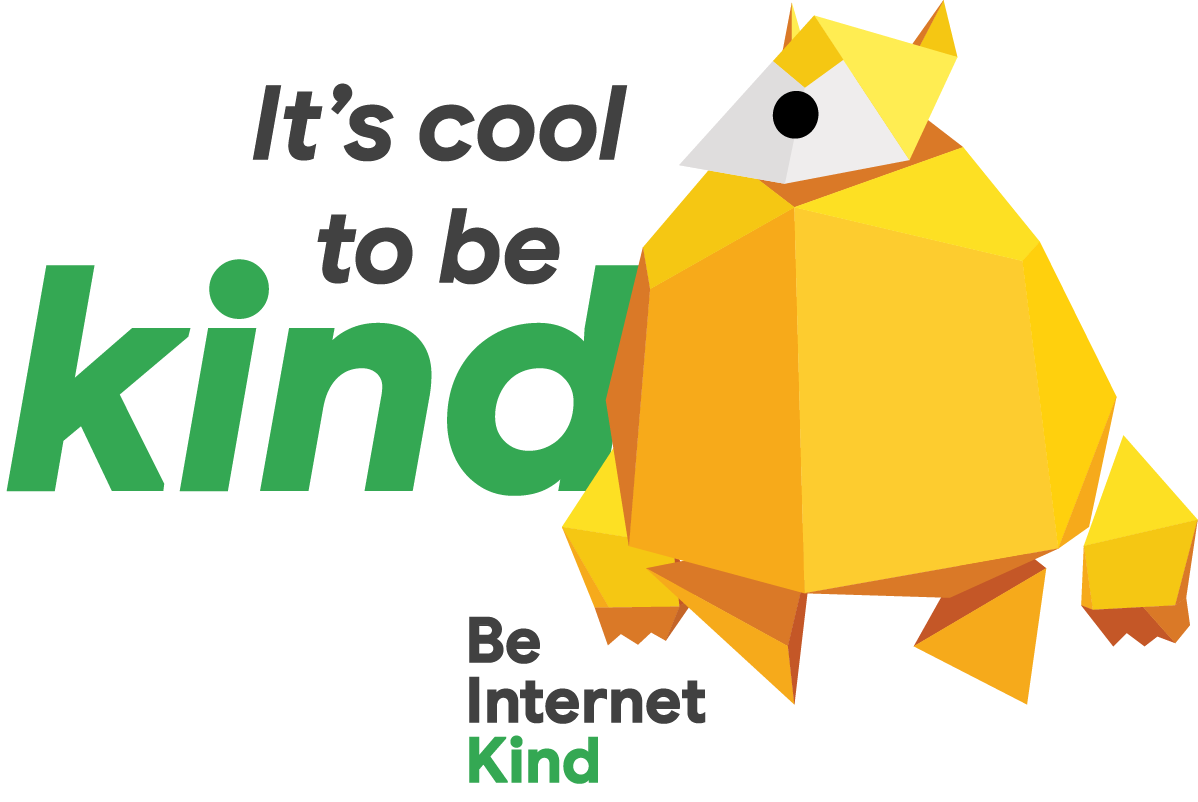 It’s cool
to be
kind
Be
Internet
Kind